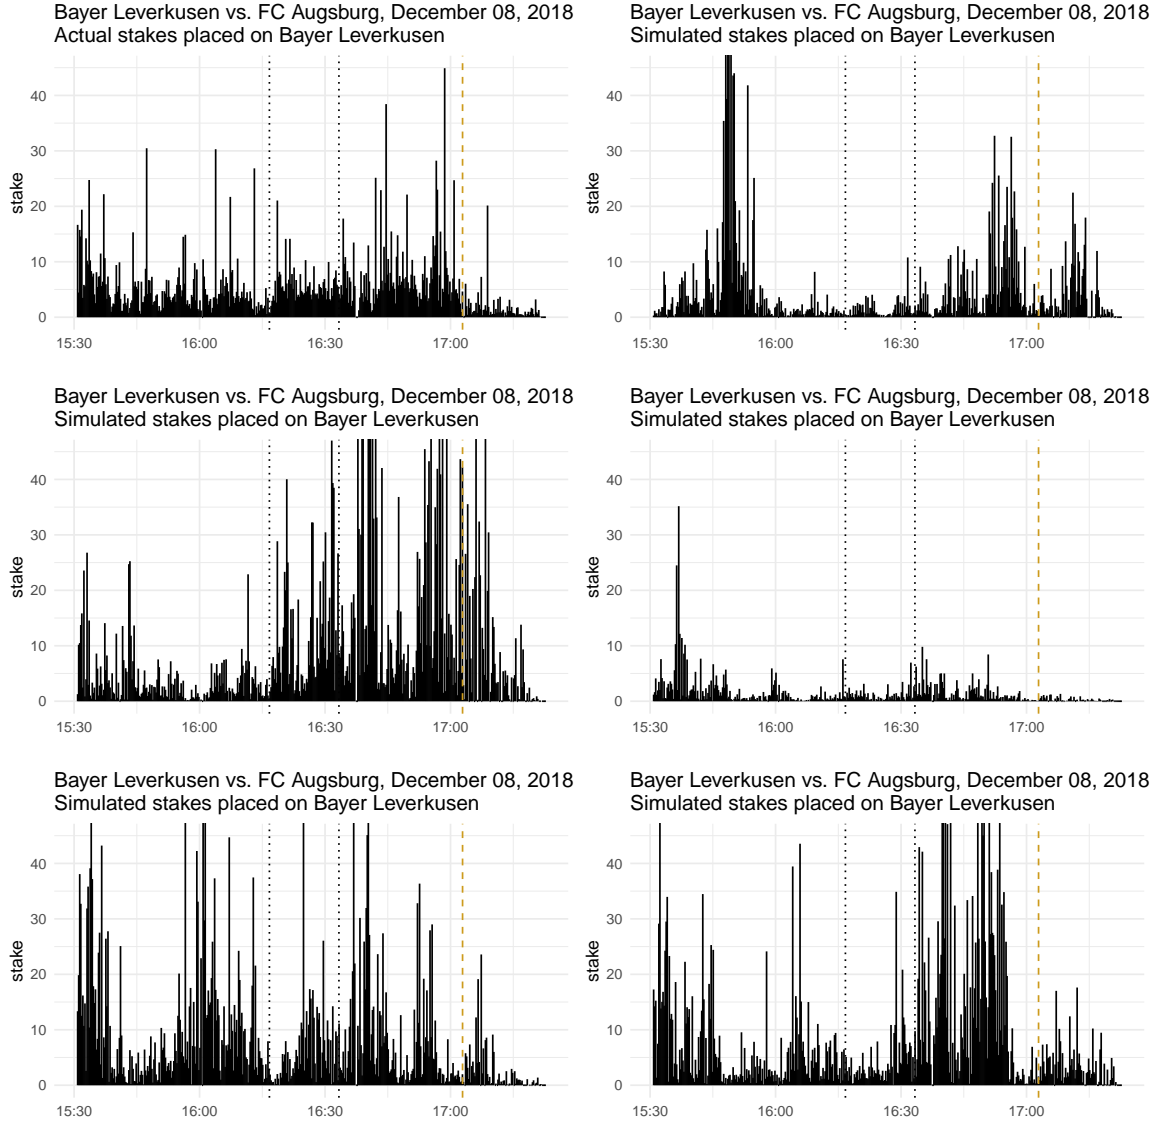 Bayer Leverkusen vs. FC Augsburg, December 08, 2018
Actual stakes placed on Bayer Leverkusen
stake
40
30
20
10
0
15:30 16:00 16:30 17:00
Bayer Leverkusen vs. FC Augsburg, December 08, 2018
Simulated stakes placed on Bayer Leverkusen
stake
40
30
20
10
0
15:30 16:00 16:30 17:00
Bayer Leverkusen vs. FC Augsburg, December 08, 2018
Simulated stakes placed on Bayer Leverkusen
stake
40
30
20
10
0
15:30 16:00 16:30 17:00
Bayer Leverkusen vs. FC Augsburg, December 08, 2018
Simulated stakes placed on Bayer Leverkusen
stake
40
30
20
10
0
15:30 16:00 16:30 17:00
Bayer Leverkusen vs. FC Augsburg, December 08, 2018
Simulated stakes placed on Bayer Leverkusen
stake
40
30
20
10
0
15:30 16:00 16:30 17:00
Bayer Leverkusen vs. FC Augsburg, December 08, 2018
Simulated stakes placed on Bayer Leverkusen
stake
40
30
20
10
0
15:30 16:00 16:30 17:00